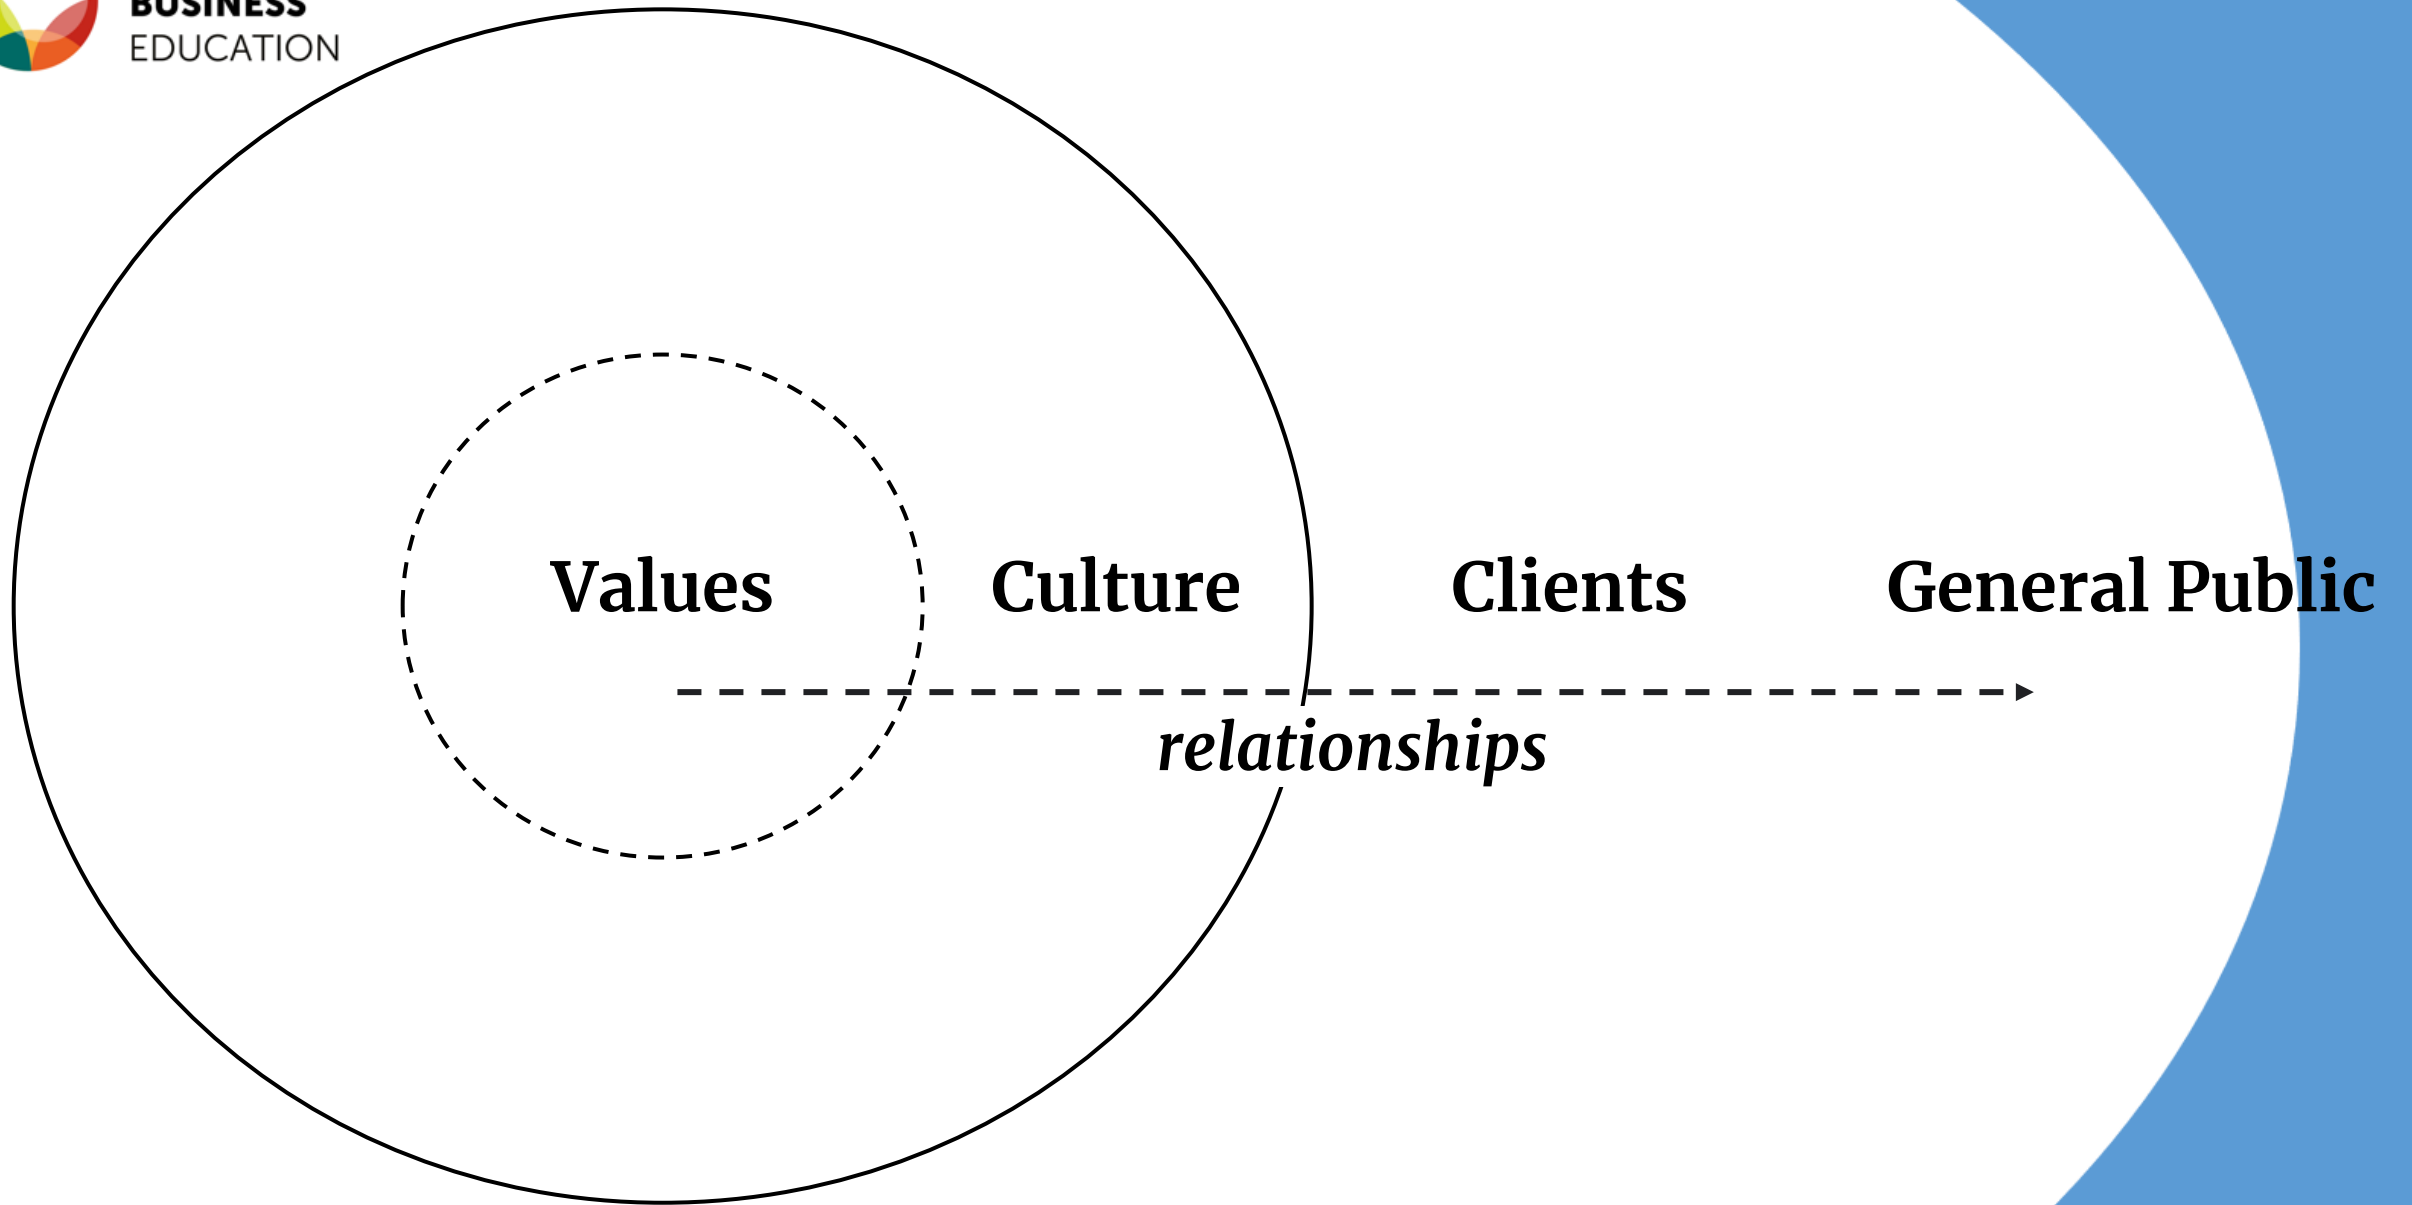 BUSINESS
EDUCATION
Values Culture Clients General Public
relationships